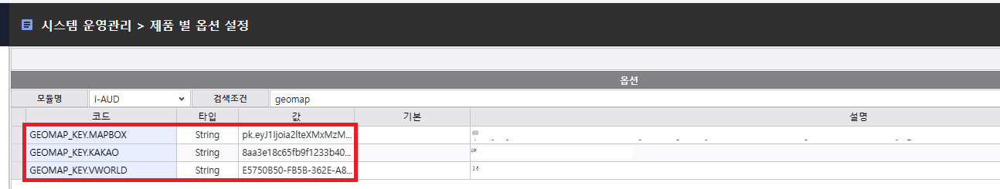 시스템 운영관리 > 제품 별 옵션 설정
옵션
모듈명 i-AUD 검색조건 geomap
코드 타입 값 기본 설명
GEOMAP_KEY.MAPBOX String pk.eyJ1Ijoia2lteXMxMzM...
GEOMAP_KEY.KAKAO String 8aa3e18c65fb9f1233b40...
GEOMAP_KEY.VWORLD String E5750B50-FB5B-362E-A8...